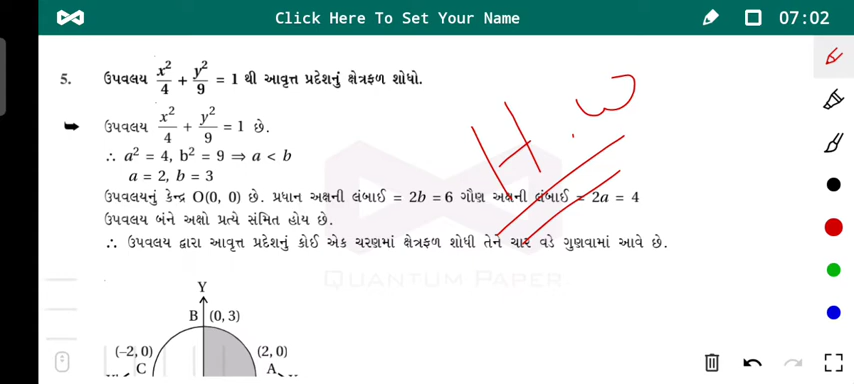 Click Here To Set Your Name 07:02
5. ઉપવલય x²/4 + y²/9 = 1 થી આવૃત્ત પ્રદેશનું ક્ષેત્રફળ શોધો.
➡ ઉપવલય x²/4 + y²/9 = 1 છે.
∴ a² = 4, b² = 9 ⇒ a < b
a = 2, b = 3
ઉપવલયનું કેન્દ્ર O(0, 0) છે. પ્રધાન અક્ષની લંબાઈ = 2b = 6 ગૌણ અક્ષની લંબાઈ = 2a = 4
ઉપવલય બંને અક્ષો પ્રત્યે સંમિત હોય છે.
∴ ઉપવલય દ્વારા આવૃત્ત પ્રદેશનું કોઈ એક ચરણમાં ક્ષેત્રફળ શોધી તેને ચાર વડે ગુણવામાં આવે છે.
H.W
QUANTUM PAPER
Y
B (0, 3)
(–2, 0) (2, 0)
C A